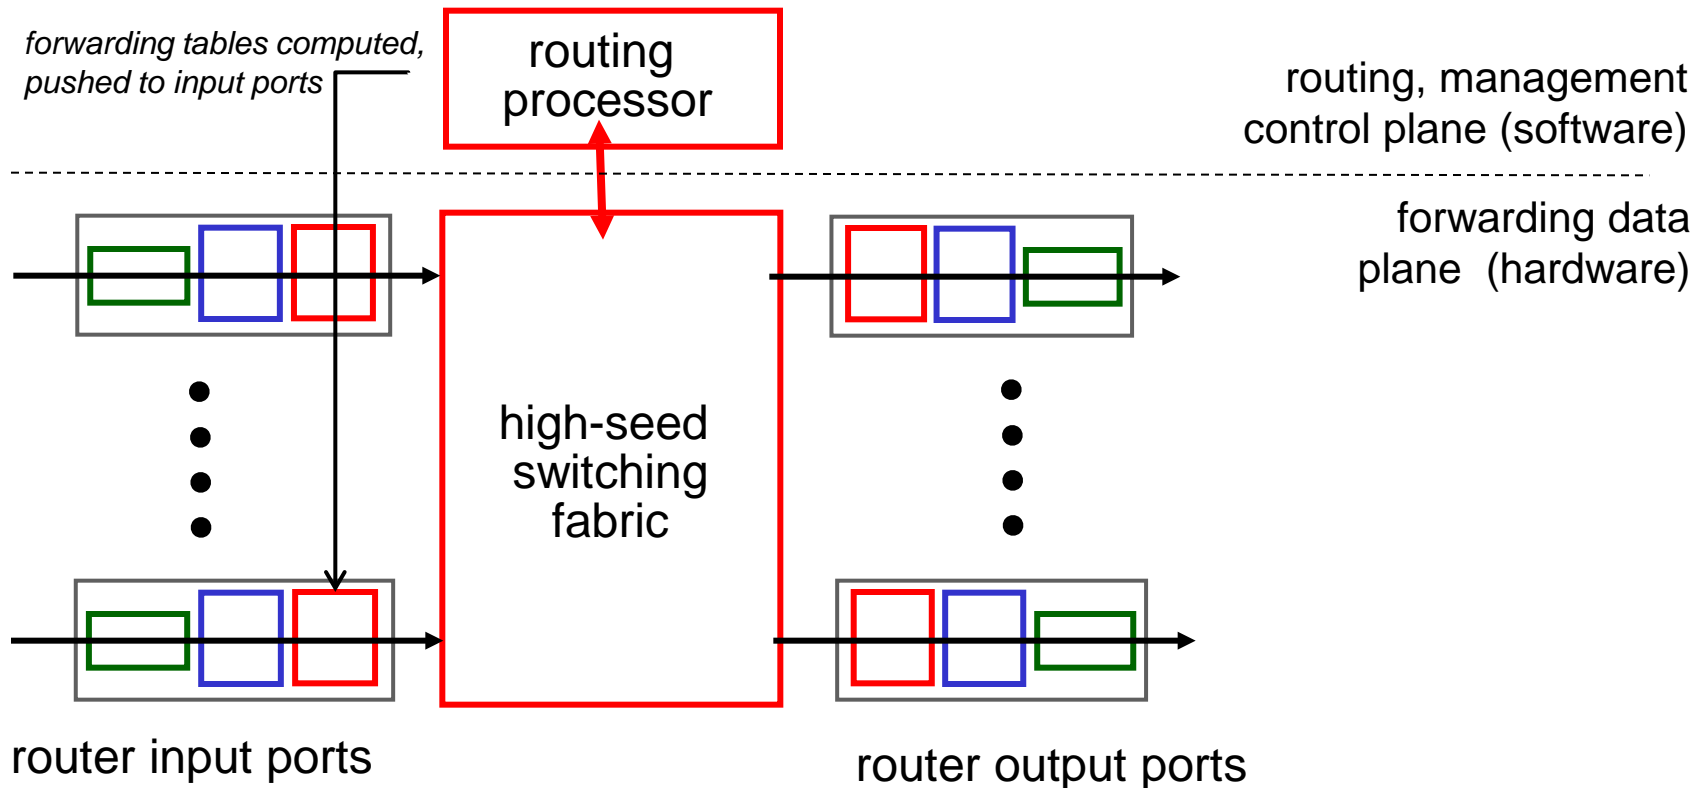 forwarding tables computed,
pushed to input ports
routing
processor
routing, management
control plane (software)
forwarding data
plane (hardware)
high-seed
switching
fabric
router input ports
router output ports